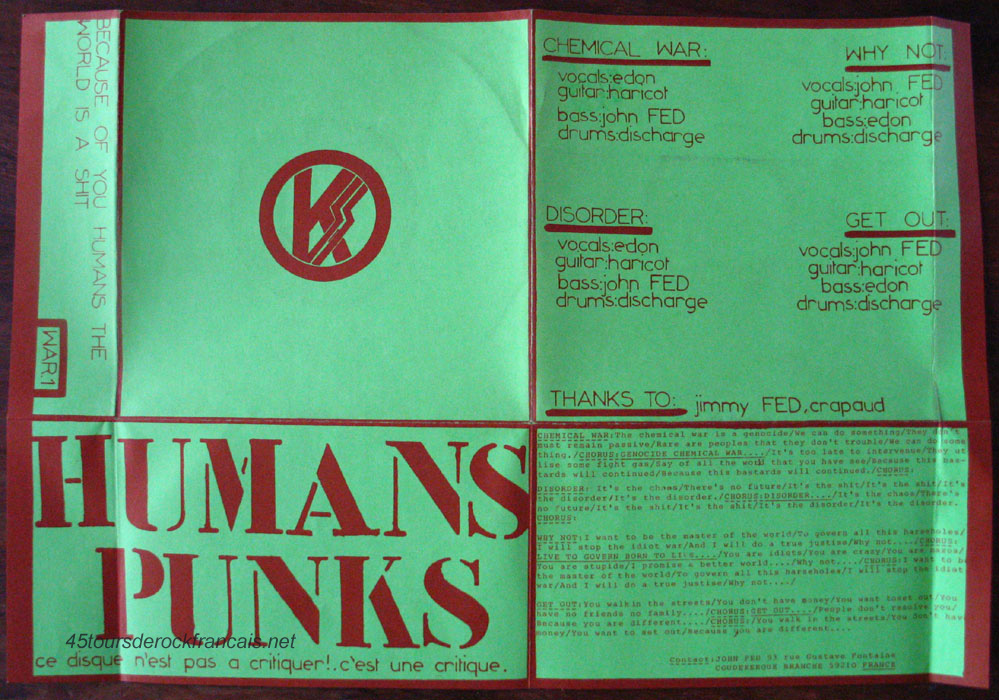 BECAUSE OF YOU HUMANS THE
WORLD IS A SHIT
WAR1
K
CHEMICAL WAR:
vocals:edon
guitar:haricot
bass:john FED
drums:discharge
WHY NOT:
vocals:john FED
guitar:haricot
bass:edon
drums:discharge
DISORDER:
vocals:edon
guitar:haricot
bass:john FED
drums:discharge
GET OUT:
vocals:john FED
guitar:haricot
bass:edon
drums:discharge
THANKS TO: jimmy FED,crapaud
HUMANS
PUNKS
45toursderockfrancais.net
ce disque n'est pas a critiquer!.c'est une critique.
CHEMICAL WAR:The chemical war is a genocide/We can do something/They don't
must remain passive/Rare are peoples that they don't trouble/We can do some
thing./CHORUS:GENOCIDE CHEMICAL WAR..../It's too late to intervense/They ut
lise some fight gas/Say of all the world that you have see/Because this bas-
tards will continued/Because this bastards will continued./CHORUS:
DISORDER: It's the chaos/There's no future/It's the shit/It's the shit/It's
the disorder/It's the disorder./CHORUS:DISORDER..../It's the chaos/There's
no future/It's the shit/It's the shit/It's the disorder/It's the disorder.
CHORUS:
WHY NOT:I want to be the master of the world/To govern all this harseholes/
I will stop the idiot war/And I will do a true justise/Why not..../CHORUS:
LIVE TO GOVERN BORN TO LIVE..../You are idiots/You are crazy/You are
You are stupide/I promise a better world..../Why not..../CHORUS:I want to be
the master of the world/To govern all this harseholes/I will stop the idiot
war/And I will do a true justise/Why not..../
GET OUT:You walkin the streets/You don't have money/You want to set out/You
have no friends no family..../CHORUS:GET OUT..../People don't resolve you/
Because you are different..../CHORUS:/You walk in the streets/You don't have
money/You want to set out/Because you are different....
Contact:JOHN FED 93 rue Gustave Fontaine
COUDEKERQUE BRANCHE 59210 FRANCE